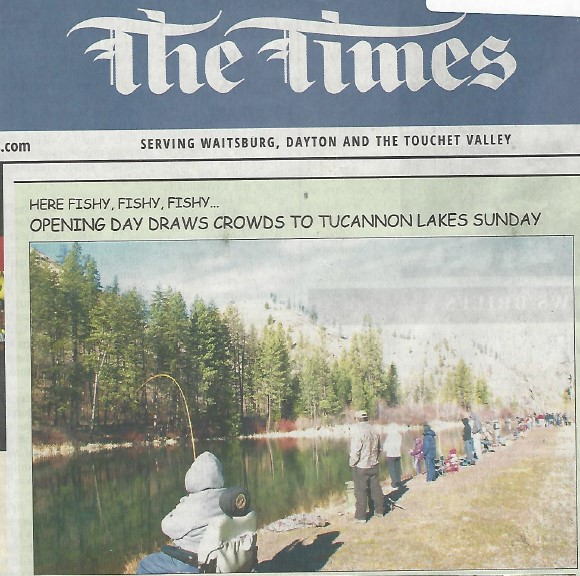 The Times
.com
SERVING WAITSBURG, DAYTON AND THE TOUCHET VALLEY
HERE FISHY, FISHY, FISHY...
OPENING DAY DRAWS CROWDS TO TUCANNON LAKES SUNDAY